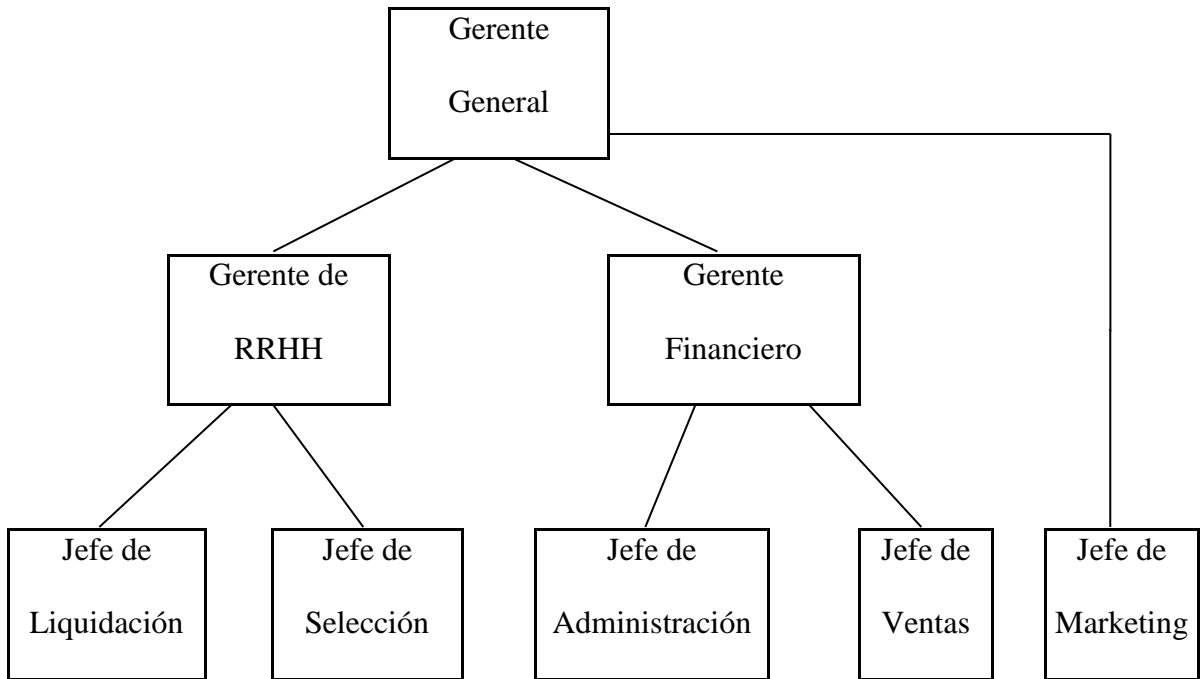 Gerente
General
Gerente de
RRHH
Gerente
Financiero
Jefe de
Liquidación
Jefe de
Selección
Jefe de
Administración
Jefe de
Ventas
Jefe de
Marketing